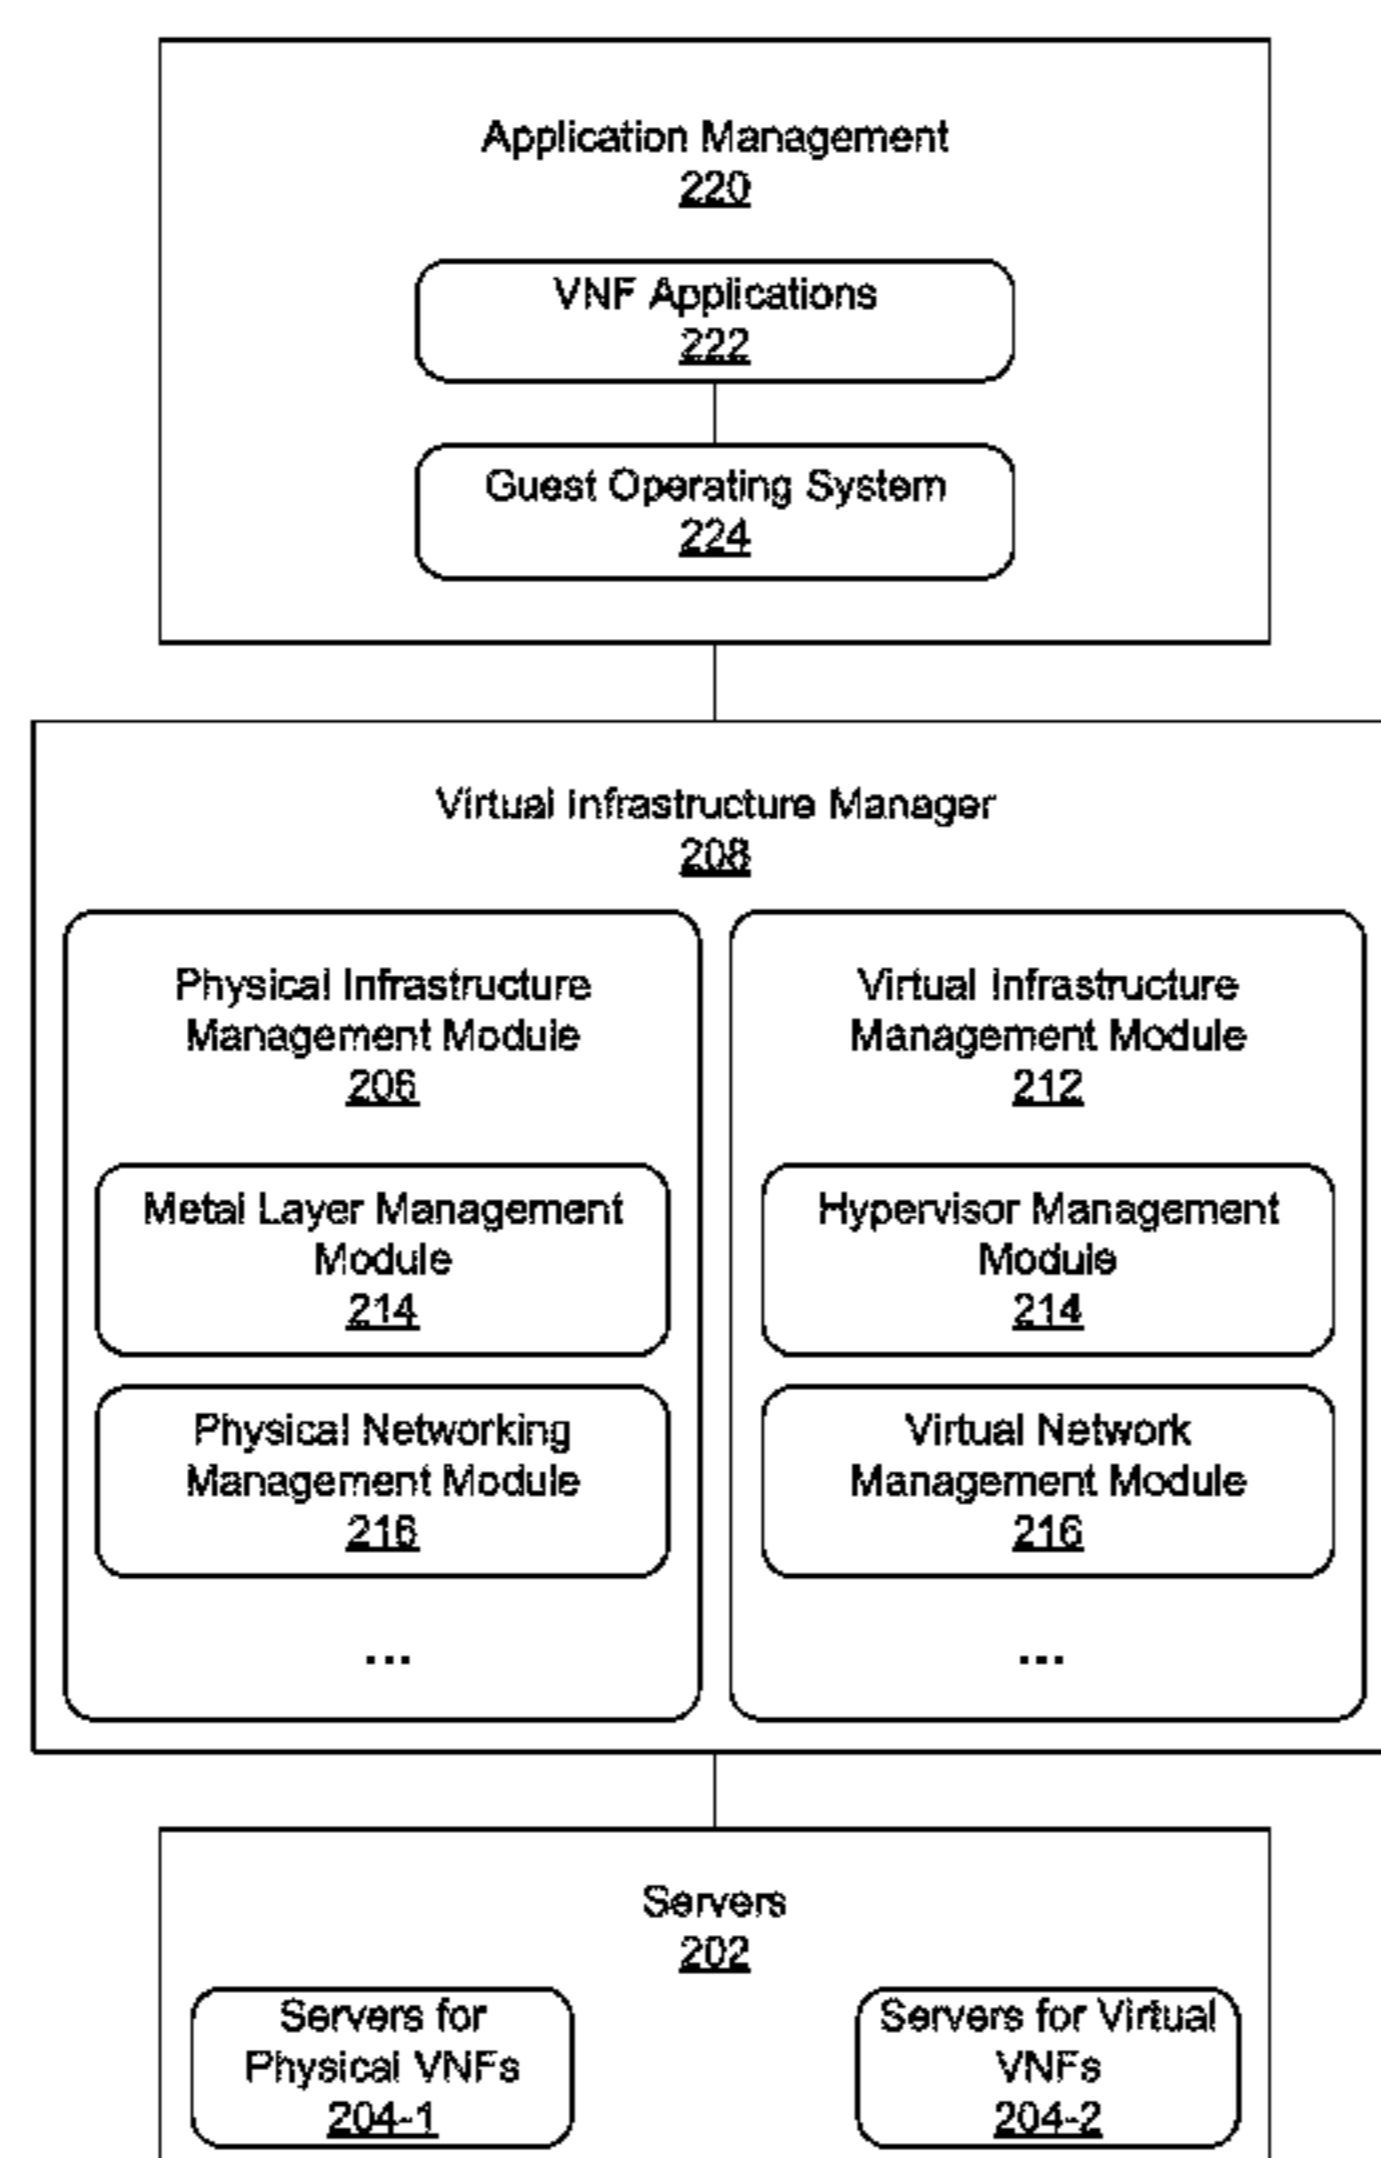 Application Management
220
VNF Applications
222
Guest Operating System
224
Virtual Infrastructure Manager
208
Physical Infrastructure
Management Module
206
Metal Layer Management
Module
214
Physical Networking
Management Module
216
...
Virtual Infrastructure
Management Module
212
Hypervisor Management
Module
214
Virtual Network
Management Module
216
...
Servers
202
Servers for
Physical VNFs
204-1
Servers for Virtual
VNFs
204-2